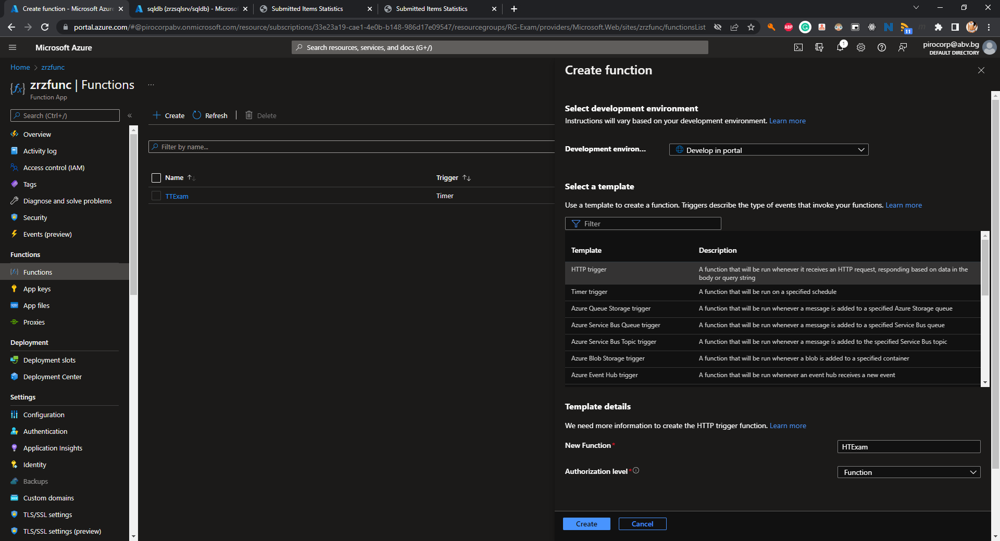 Create function - Microsoft Azure
sqldb (zrzsqlsrv/sqldb) - Microso
Submitted Items Statistics
Submitted Items Statistics
portal.azure.com/#@pirocorpabv.onmicrosoft.com/resource/subscriptions/33e23a19-cae1-4e0b-b148-986d17e09547/resourcegroups/RG-Exam/providers/Microsoft.Web/sites/zrzfunc/functionsList
ABP
11
Microsoft Azure
Search resources, services, and docs (G+/)
1
pirocorp@abv.bg
DEFAULT DIRECTORY
Home > zrzfunc
zrzfunc | Functions
...
Function App
Search (Ctrl+/)
«
Overview
Activity log
Access control (IAM)
Tags
Diagnose and solve problems
Security
Events (preview)
Functions
Functions
App keys
App files
Proxies
Deployment
Deployment slots
Deployment Center
Settings
Configuration
Authentication
Application Insights
Identity
Backups
Custom domains
TLS/SSL settings
TLS/SSL settings (preview)
Create
Refresh
Delete
Filter by name...
Name
Trigger
TTExam
Timer
Create function
Select development environment
Instructions will vary based on your development environment. Learn more
Development environ...
Develop in portal
Select a template
Use a template to create a function. Triggers describe the type of events that invoke your functions. Learn more
Filter
Template
Description
HTTP trigger
A function that will be run whenever it receives an HTTP request, responding based on data in the
body or query string
Timer trigger
A function that will be run on a specified schedule
Azure Queue Storage trigger
A function that will be run whenever a message is added to a specified Azure Storage queue
Azure Service Bus Queue trigger
A function that will be run whenever a message is added to a specified Service Bus queue
Azure Service Bus Topic trigger
A function that will be run whenever a message is added to the specified Service Bus topic
Azure Blob Storage trigger
A function that will be run whenever a blob is added to a specified container
Azure Event Hub trigger
A function that will be run whenever an event hub receives a new event
Template details
We need more information to create the HTTP trigger function. Learn more
New Function*
HTExam
Authorization level*
Function
Create
Cancel